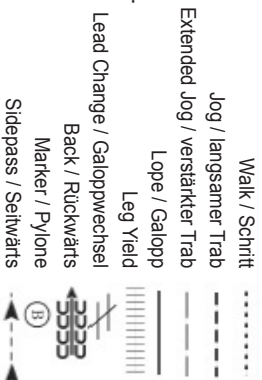 Walk / Schritt
Jog / langsamer Trab
Extended Jog / verstärkter Trab
Lope / Galopp
Leg Yield
Lead Change / Galoppwechsel
Back / Rückwärts
Marker / Pylone
B
Sidepass / Seitwärts